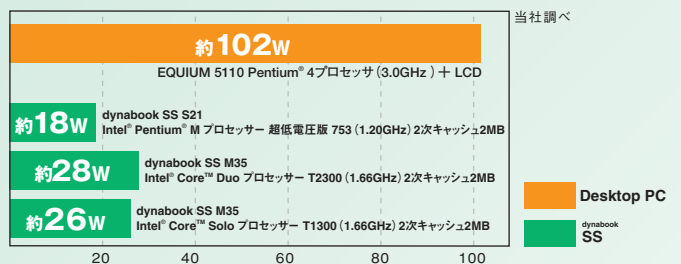 当社調べ
約102W
EQUIUM 5110 Pentium® 4プロセッサ(3.0GHz )+ LCD
約18W
dynabook SS S21
Intel® Pentium® M プロセッサー 超低電圧版 753(1.20GHz)2次キャッシュ2MB
約28W
dynabook SS M35
Intel® Core™ Duo プロセッサー T2300(1.66GHz)2次キャッシュ2MB
約26W
dynabook SS M35
Intel® Core™ Solo プロセッサー T1300(1.66GHz)2次キャッシュ2MB
20 40 60 80 100
Desktop PC
dynabook
SS